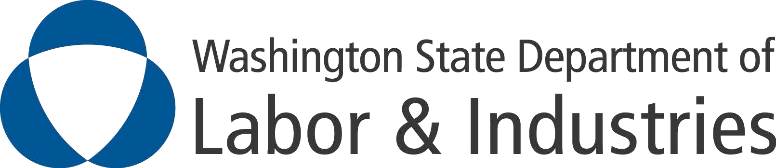 Washington State Department of
Labor & Industries